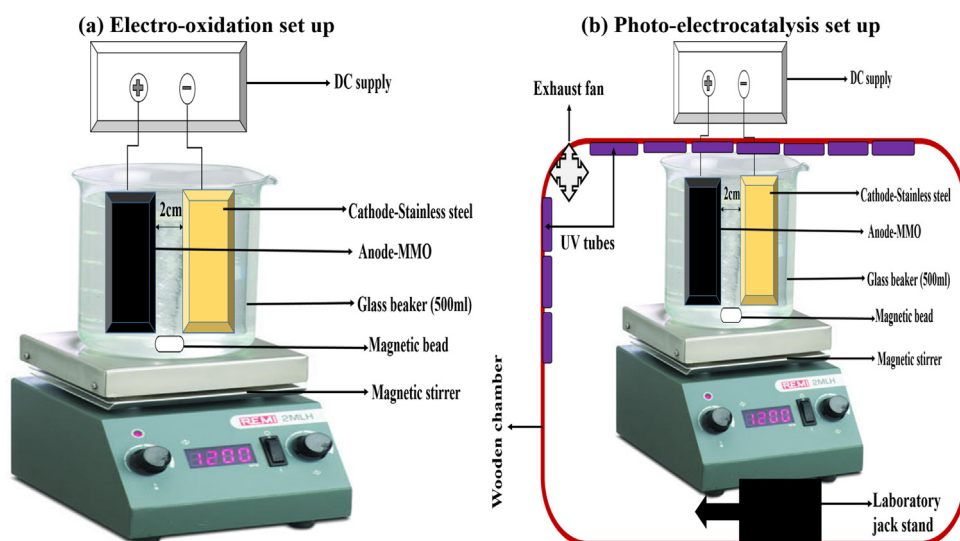 (a) Electro-oxidation set up
DC supply
2cm
Cathode-Stainless steel
Anode-MMO
Glass beaker (500ml)
Magnetic bead
Magnetic stirrer
REMI 2MLH
1200
(b) Photo-electrocatalysis set up
Exhaust fan
DC supply
UV tubes
2cm
Cathode-Stainless steel
Anode-MMO
Glass beaker (500ml)
Magnetic bead
Magnetic stirrer
Wooden chamber
REMI 2MLH
1200
Laboratory
jack stand